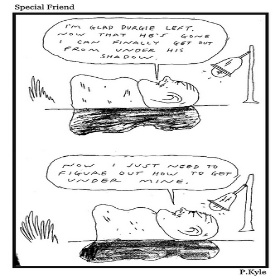 Special Friend
I'M GLAD DURGIE LEFT.
NOW THAT HE'S GONE
I CAN FINALLY GET OUT
FROM UNDER HIS
SHADOW.
NOW I JUST NEED TO
FIGURE OUT HOW TO GET
UNDER MINE.
P.Kyle